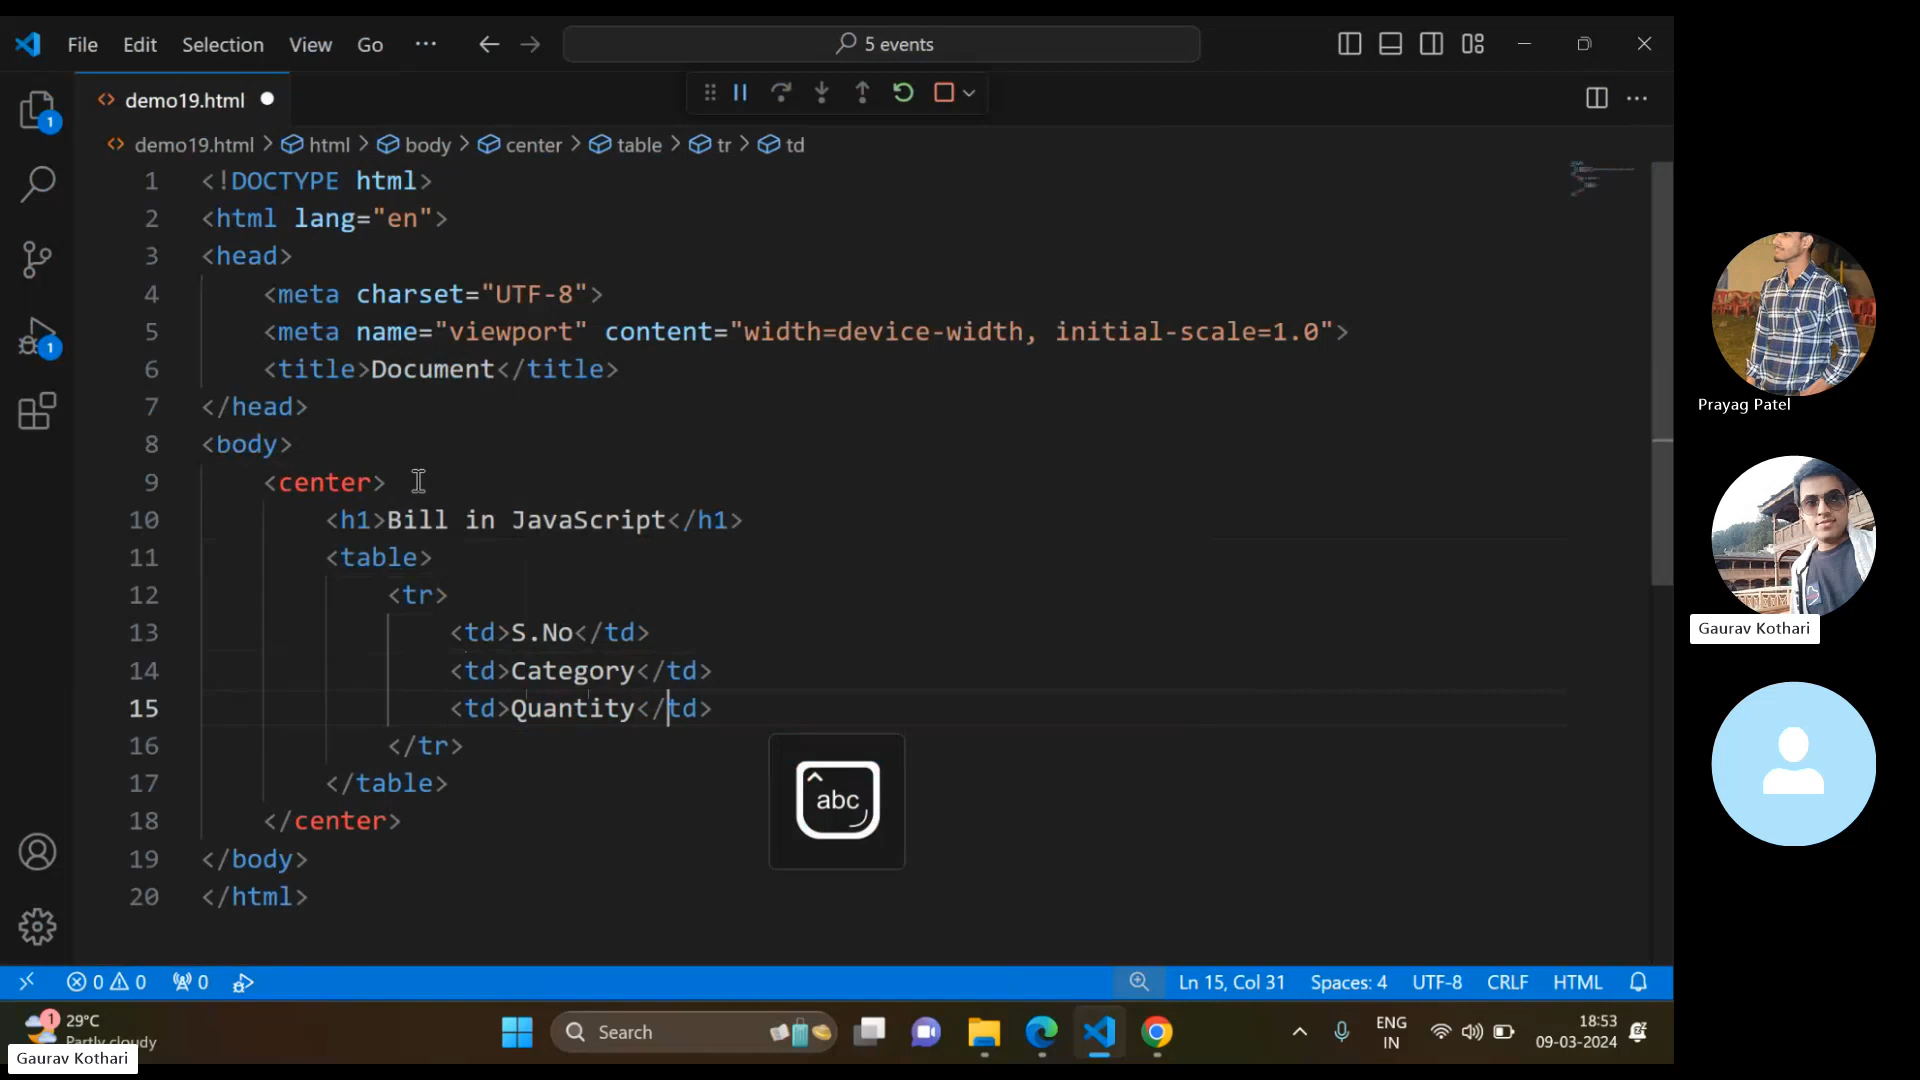 File Edit Selection View Go ··· 5 events
demo19.html
demo19.html > html > body > center > table > tr > td
1 <!DOCTYPE html>
2 <html lang="en">
3 <head>
4 <meta charset="UTF-8">
5 <meta name="viewport" content="width=device-width, initial-scale=1.0">
6 <title>Document</title>
7 </head>
8 <body>
9 <center>
10 <h1>Bill in JavaScript</h1>
11 <table>
12 <tr>
13 <td>S.No</td>
14 <td>Category</td>
15 <td>Quantity</td>
16 </tr>
17 </table>
18 </center>
19 </body>
20 </html>
1
1
abc
Prayag Patel
Gaurav Kothari
0 0 0 Ln 15, Col 31 Spaces: 4 UTF-8 CRLF HTML
1 29°C
Partly cloudy
Search
ENG
IN
18:53
09-03-2024
Gaurav Kothari